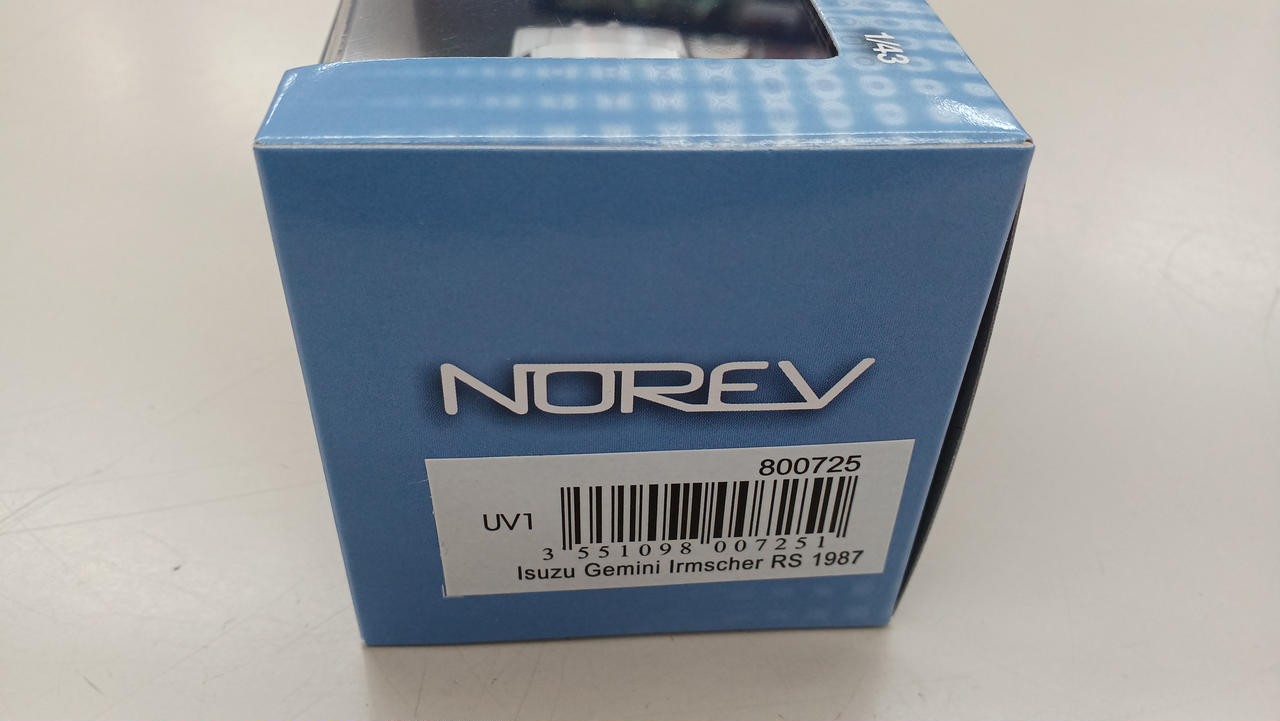 1/43
NOREV
800725
UV1
3 551098 007251
Isuzu Gemini Irmscher RS 1987